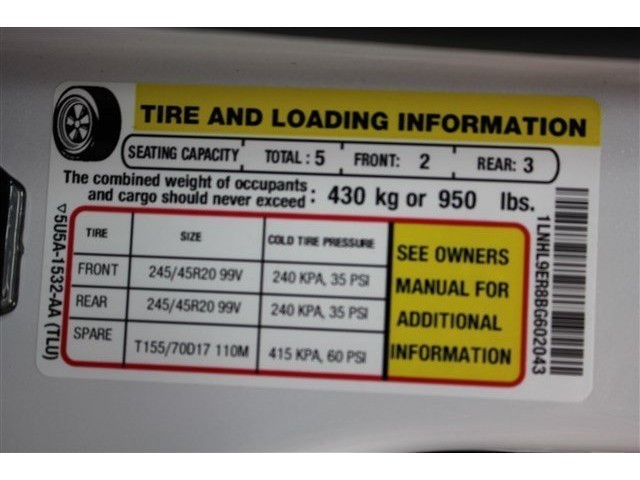 TIRE AND LOADING INFORMATION
SEATING CAPACITY TOTAL : 5 FRONT: 2 REAR: 3
The combined weight of occupants
and cargo should never exceed : 430 kg or 950 lbs.
TIRE SIZE COLD TIRE PRESSURE
FRONT 245/45R20 99V 240 KPA, 35 PSI
REAR 245/45R20 99V 240 KPA, 35 PSI
SPARE T155/70D17 110M 415 KPA, 60 PSI
SEE OWNERS
MANUAL FOR
ADDITIONAL
INFORMATION
5U5A-1532-AA (TLU)
1LNHL9ER8BG602043